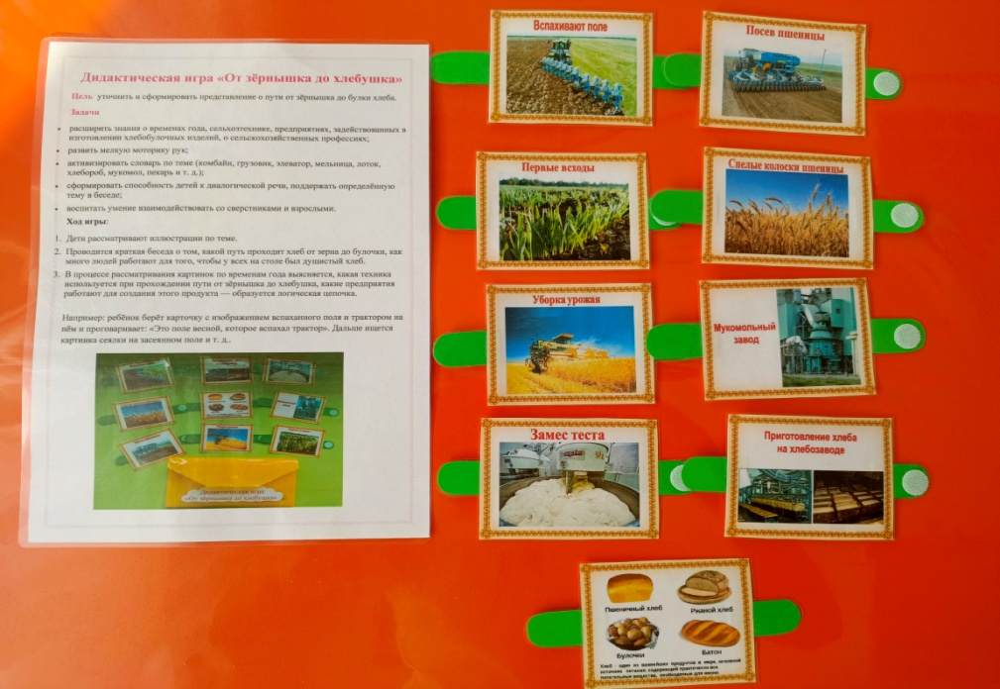 Дидактическая игра «От зёрнышка до хлебушка»
Цель уточнить и сформировать представление о пути от зёрнышка до булки хлеба.
Задачи
• расширить знания о временах года, сельхозтехнике, предприятиях, задействованных в
изготовлении хлебобулочных изделий, о сельскохозяйственных профессиях;
• развить мелкую моторику рук;
• активизировать словарь по теме (комбайн, грузовик, элеватор, мельница, лоток,
хлебороб, мукомол, пекарь и т. д.);
• сформировать способность детей к диалогической речи, поддержать определённую
тему в беседе;
• воспитать умение взаимодействовать со сверстниками и взрослыми.
Ход игры:
1. Дети рассматривают иллюстрации по теме.
2. Проводится краткая беседа о том, какой путь проходит хлеб от зерна до булочки, как
много людей работают для того, чтобы у всех на столе был душистый хлеб.
3. В процессе рассматривания картинок по временам года выясняется, какая техника
используется при прохождении пути от зёрнышка до хлебушка, какие предприятия
работают для создания этого продукта — образуется логическая цепочка.
Например: ребёнок берёт карточку с изображением вспаханного поля и трактором на
нём и проговаривает: «Это поле весной, которое вспахал трактор». Дальше ищется
картинка сеялки на засеянном поле и т. д..
Дидактическая игра
«От зёрнышка до хлебушка»
Вспахивают поле
Посев пшеницы
Первые всходы
Спелые колоски пшеницы
Уборка урожая
Мукомольный
завод
Замес теста
Приготовление хлеба
на хлебозаводе
Пшеничный хлеб
Ржаной хлеб
Булочки
Батон
Хлеб - один из важнейших продуктов в мире, основной
источник питания, содержащий практически все
питательные вещества, необходимые для жизни.